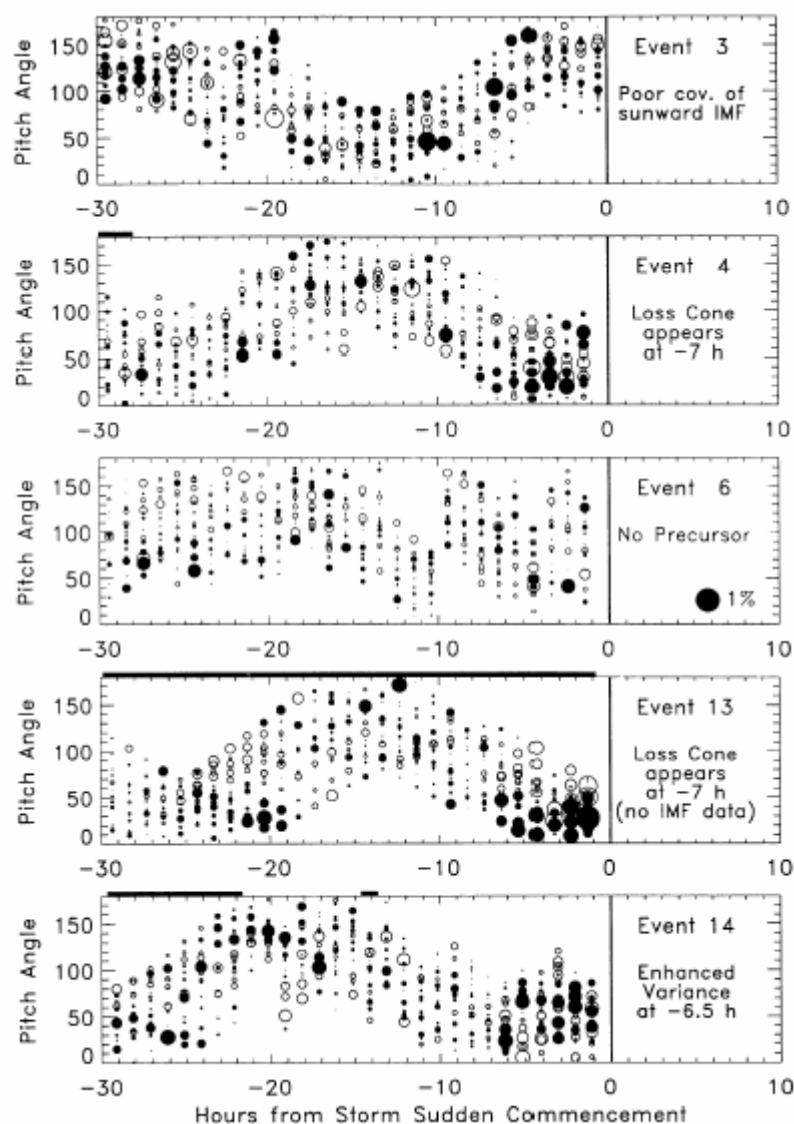 150
100
50
0
Pitch Angle
Event 3
Poor cov. of
sunward IMF
-30
-20
-10
0
10
150
100
50
0
Pitch Angle
Event 4
Loss Cone
appears
at -7 h
-30
-20
-10
0
10
150
100
50
0
Pitch Angle
Event 6
No Precursor
1%
-30
-20
-10
0
10
150
100
50
0
Pitch Angle
Event 13
Loss Cone
appears
at -7 h
(no IMF data)
-30
-20
-10
0
10
150
100
50
0
Pitch Angle
Event 14
Enhanced
Variance
at -6.5 h
-30
-20
-10
0
10
Hours from Storm Sudden Commencement